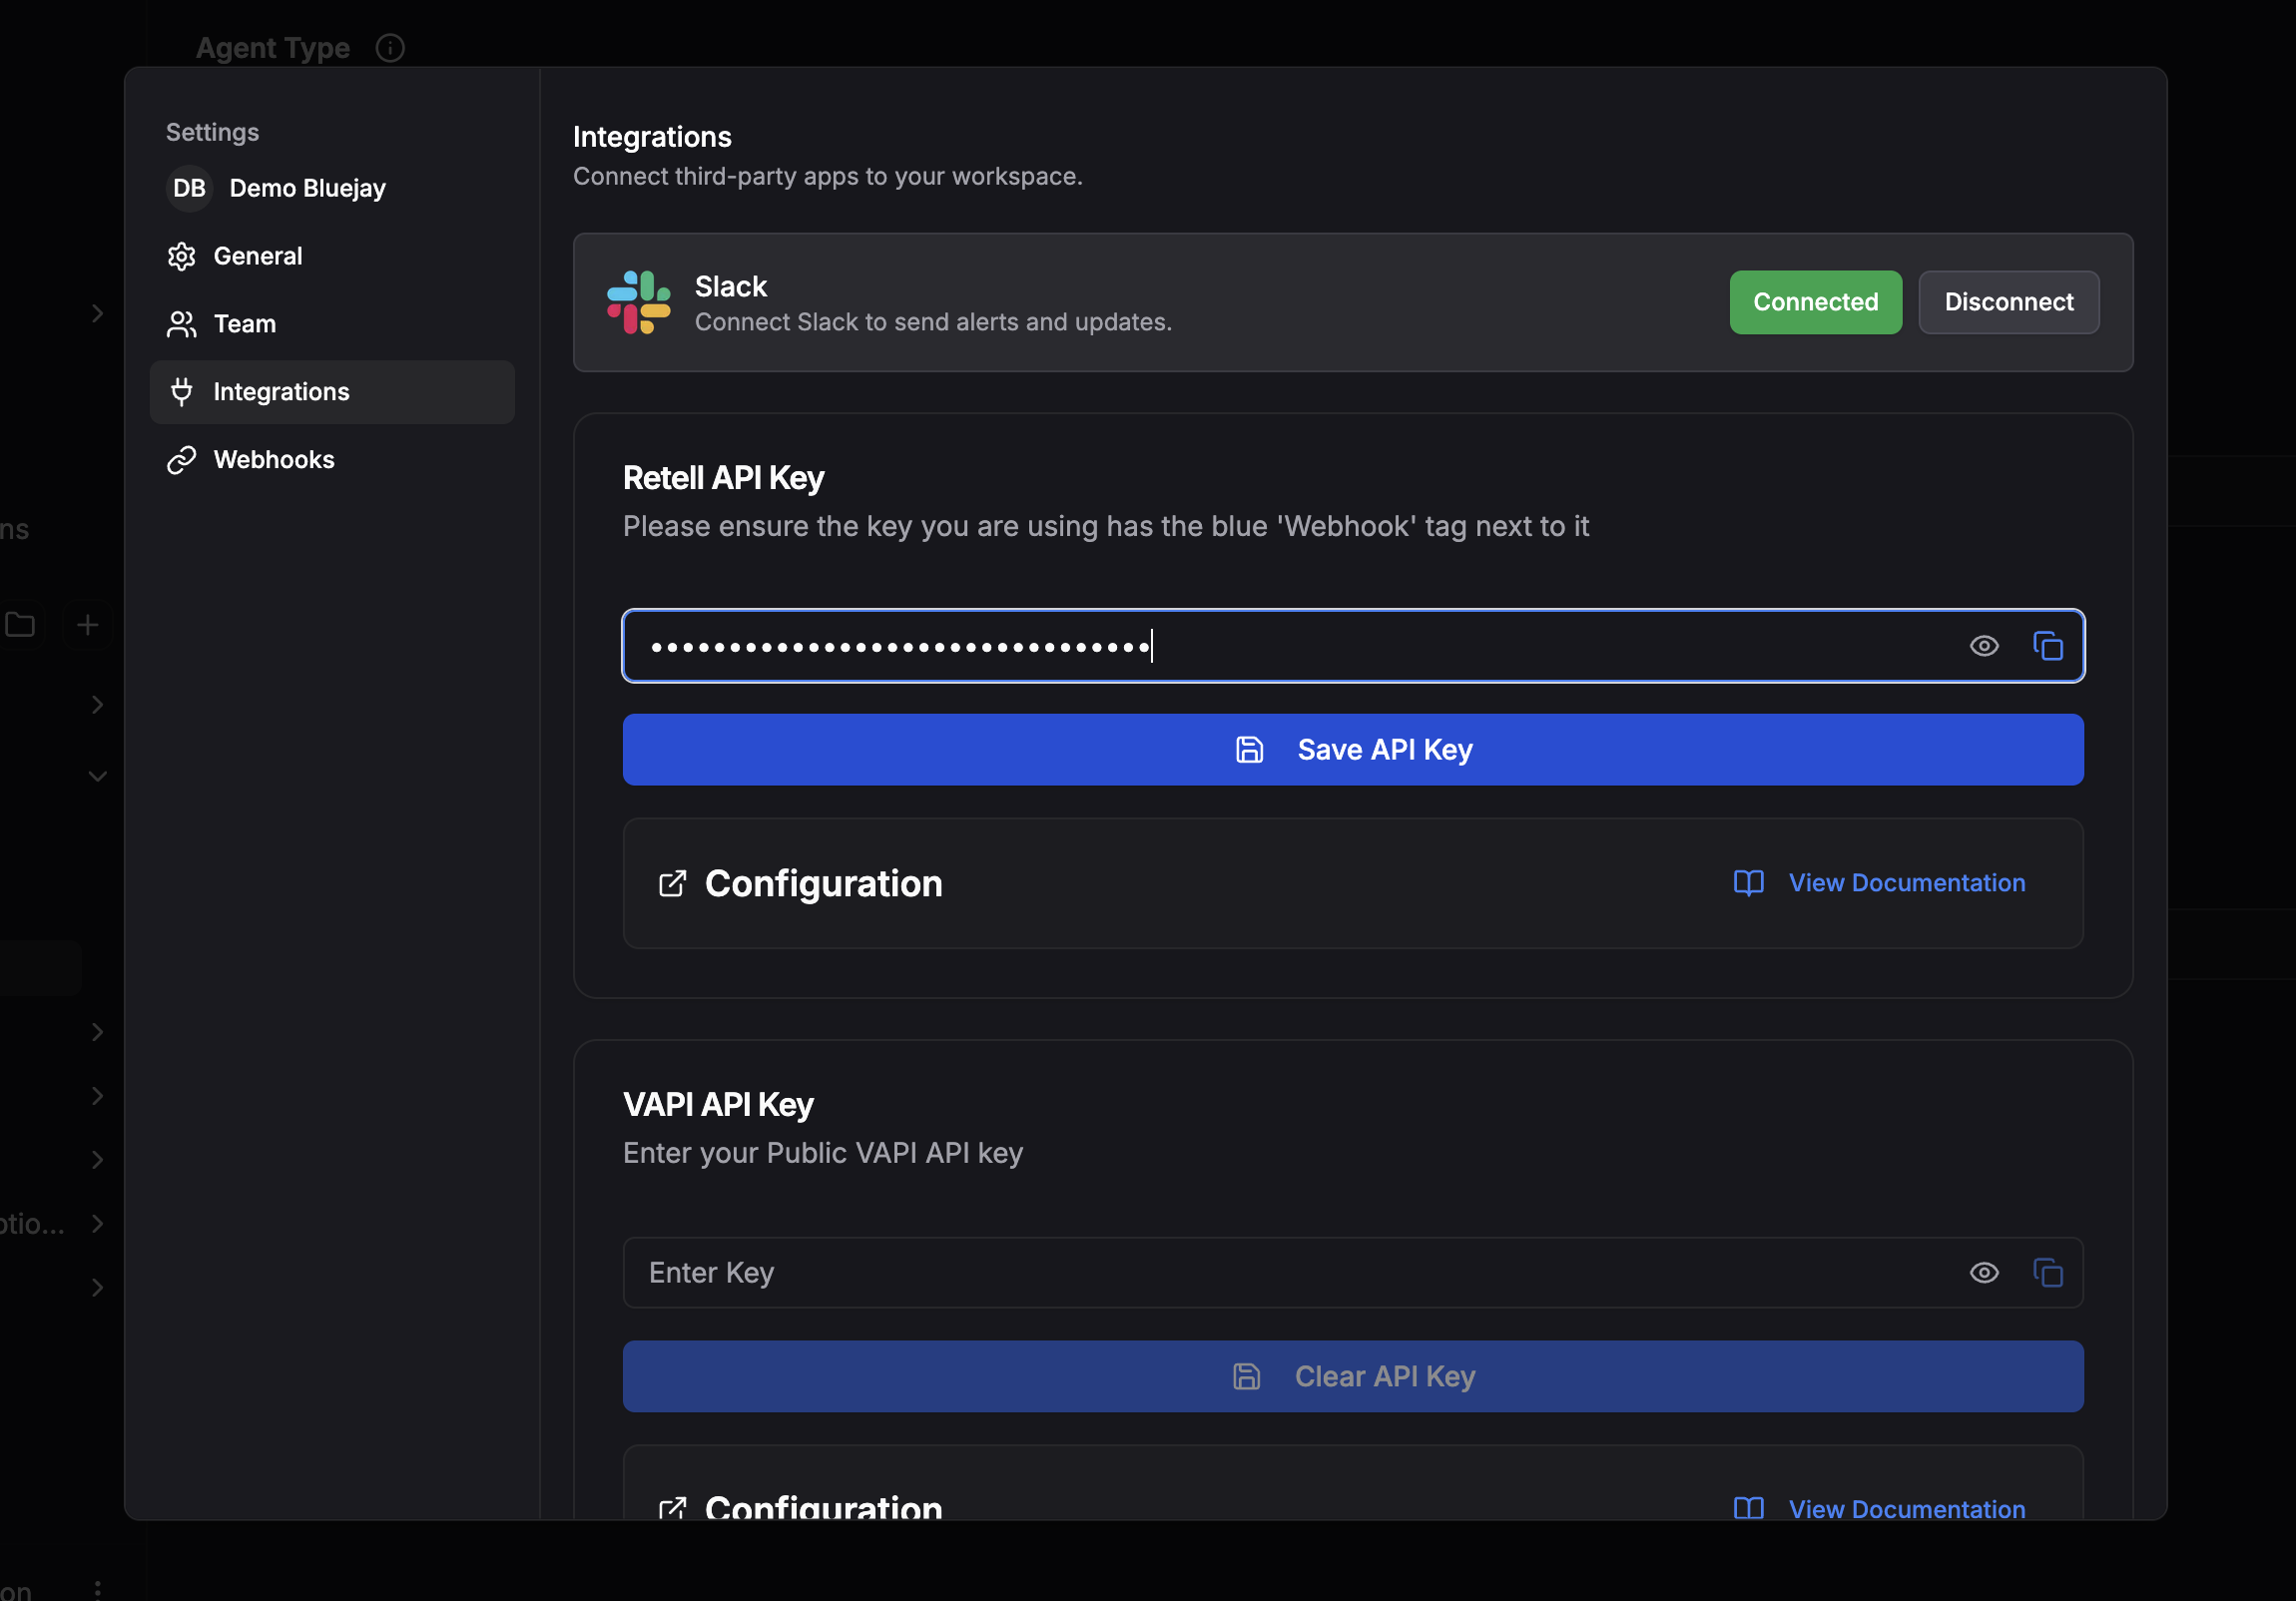 Agent Type
Settings
DB Demo Bluejay
General
Team
Integrations
Webhooks
Integrations
Connect third-party apps to your workspace.
Slack
Connect Slack to send alerts and updates.
Connected
Disconnect
Retell API Key
Please ensure the key you are using has the blue 'Webhook' tag next to it
Save API Key
Configuration
View Documentation
VAPI API Key
Enter your Public VAPI API key
Enter Key
Clear API Key
Configuration
View Documentation